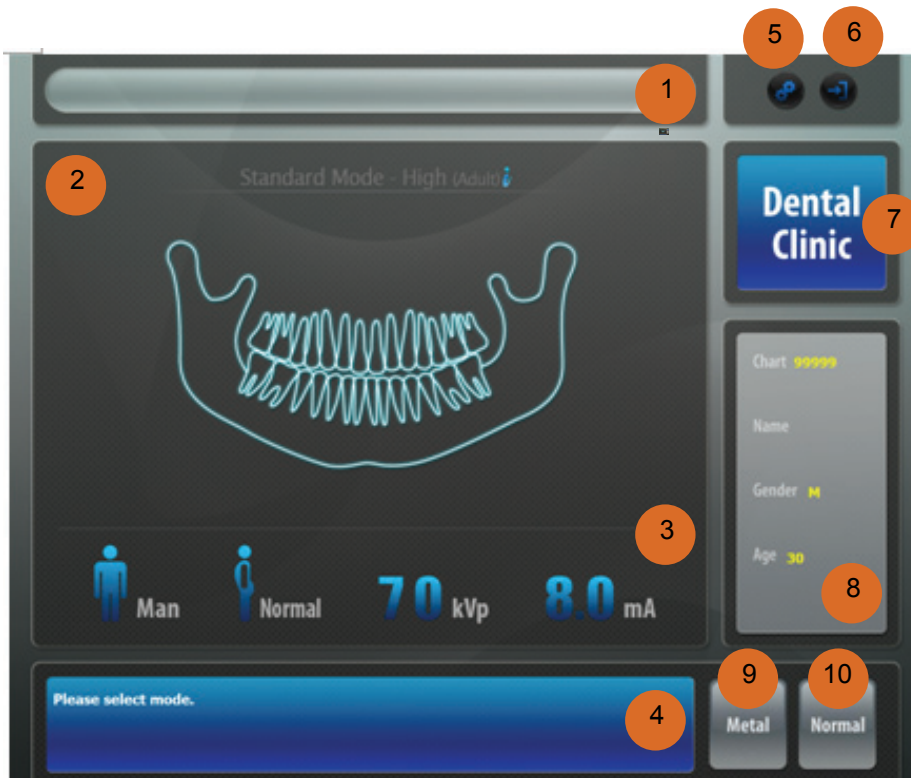 5
6
1
2
Standard Mode - High (Adult) i
Dental
Clinic
7
Chart 99999
Name
Gender M
Age 30
3
8
Man
Normal
70 kVp
8.0 mA
9
10
Please select mode.
4
Metal
Normal